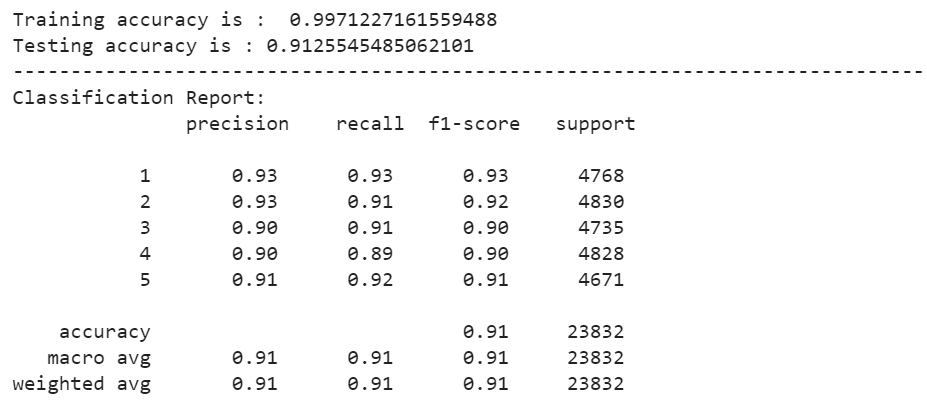 Training accuracy is :  0.9971227161559488
Testing accuracy is : 0.9125545485062101
-------------------------------------------------------------------------------
Classification Report:
               precision    recall  f1-score   support

           1       0.93      0.93      0.93      4768
           2       0.93      0.91      0.92      4830
           3       0.90      0.91      0.90      4735
           4       0.90      0.89      0.90      4828
           5       0.91      0.92      0.91      4671

    accuracy                           0.91     23832
   macro avg       0.91      0.91      0.91     23832
weighted avg       0.91      0.91      0.91     23832